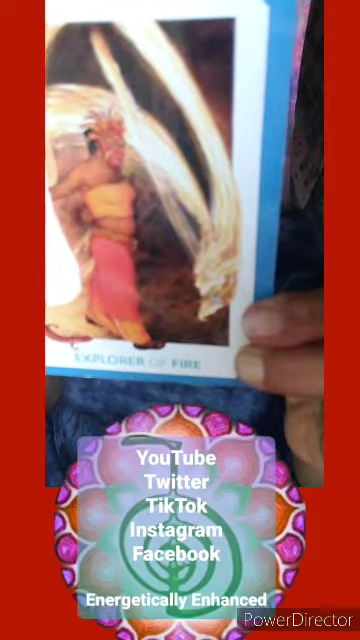 EXPLORER OF FIRE
YouTube
Twitter
TikTok
Instagram
Facebook
Energetically Enhanced
PowerDirector